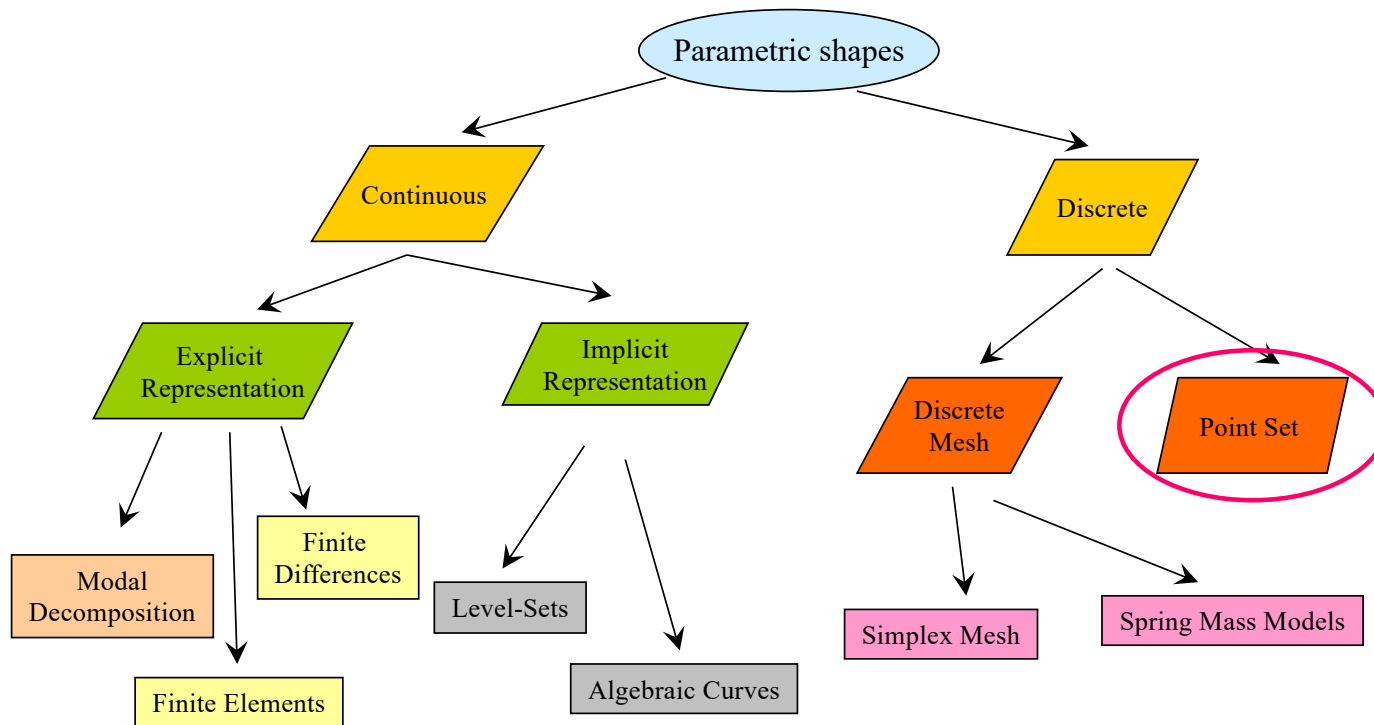 Parametric shapes
Continuous
Discrete
Explicit
Representation
Implicit
Representation
Discrete
Mesh
Point Set
Modal
Decomposition
Finite
Differences
Finite Elements
Level-Sets
Algebraic Curves
Simplex Mesh
Spring Mass Models